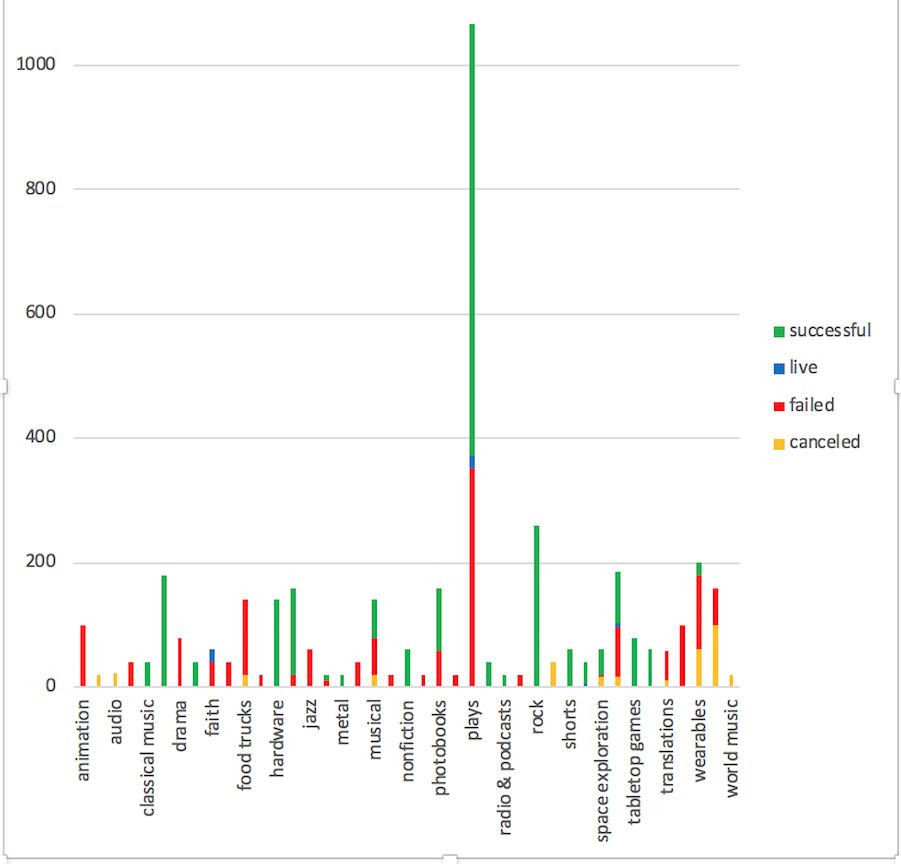 1000
800
600
400
200
0
successful
live
failed
canceled
animation
audio
classical music
drama
faith
food trucks
hardware
jazz
metal
musical
nonfiction
photobooks
plays
radio & podcasts
rock
shorts
space exploration
tabletop games
translations
wearables
world music